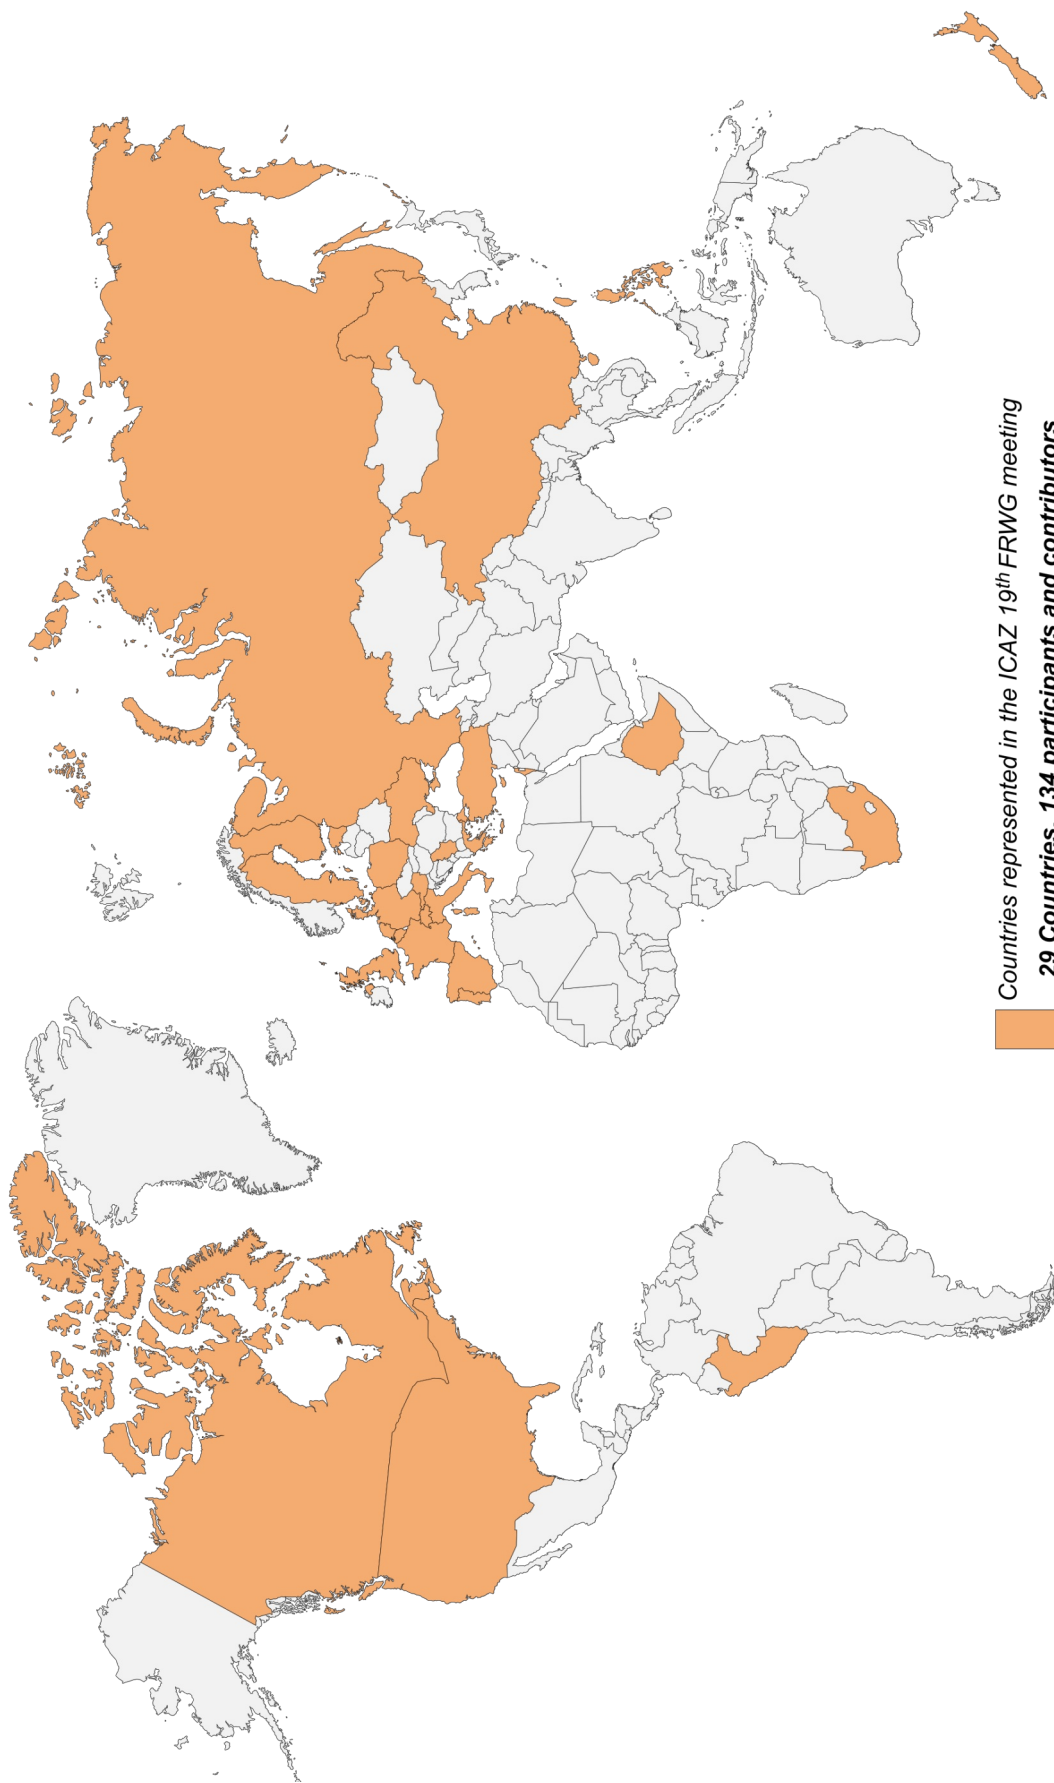 Countries represented in the ICAZ 19th FRWG meeting
29 Countries, 134 participants and contributors